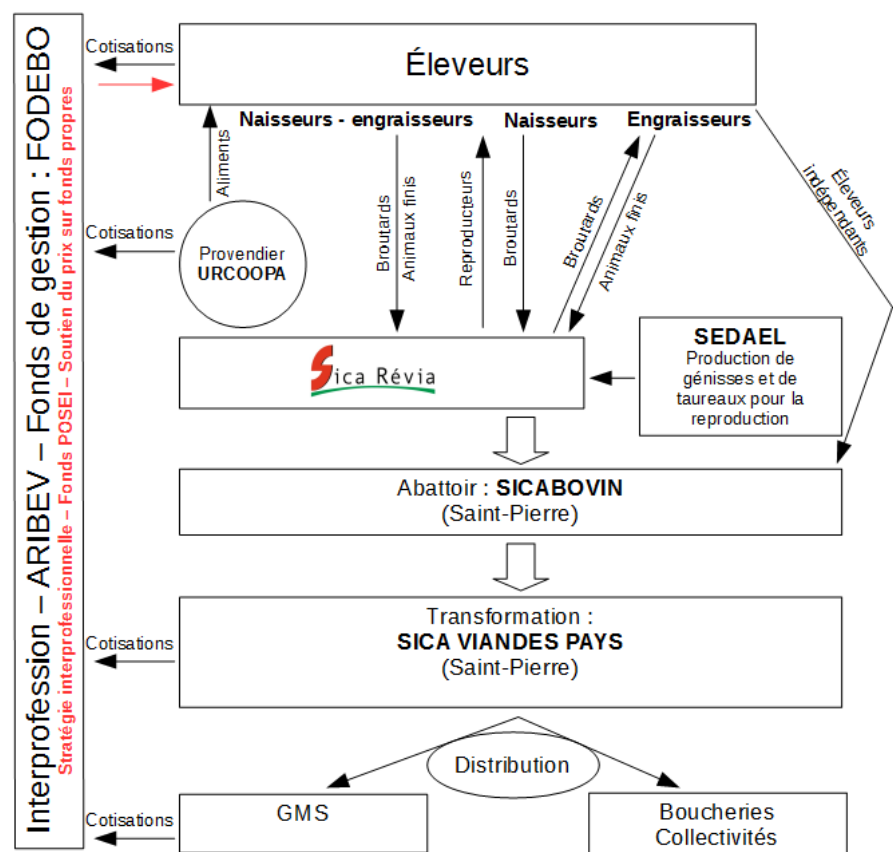 Interprofession – ARIBEV – Fonds de gestion : FODEBO
Stratégie interprofessionnelle – Fonds POSEI – Soutien du prix sur fonds propres
Cotisations
Éleveurs
Naisseurs - engraisseurs
Naisseurs
Engraisseurs
Aliments
Broutards
Animaux finis
Reproducteurs
Broutards
Broutards
Animaux finis
Éleveurs
indépendants
Cotisations
Provendier
URCOOPA
Sica Révia
SEDAEL
Production de
génisses et de
taureaux pour la
reproduction
Abattoir : SICABOVIN
(Saint-Pierre)
Cotisations
Transformation :
SICA VIANDES PAYS
(Saint-Pierre)
Distribution
Cotisations
GMS
Boucheries
Collectivités